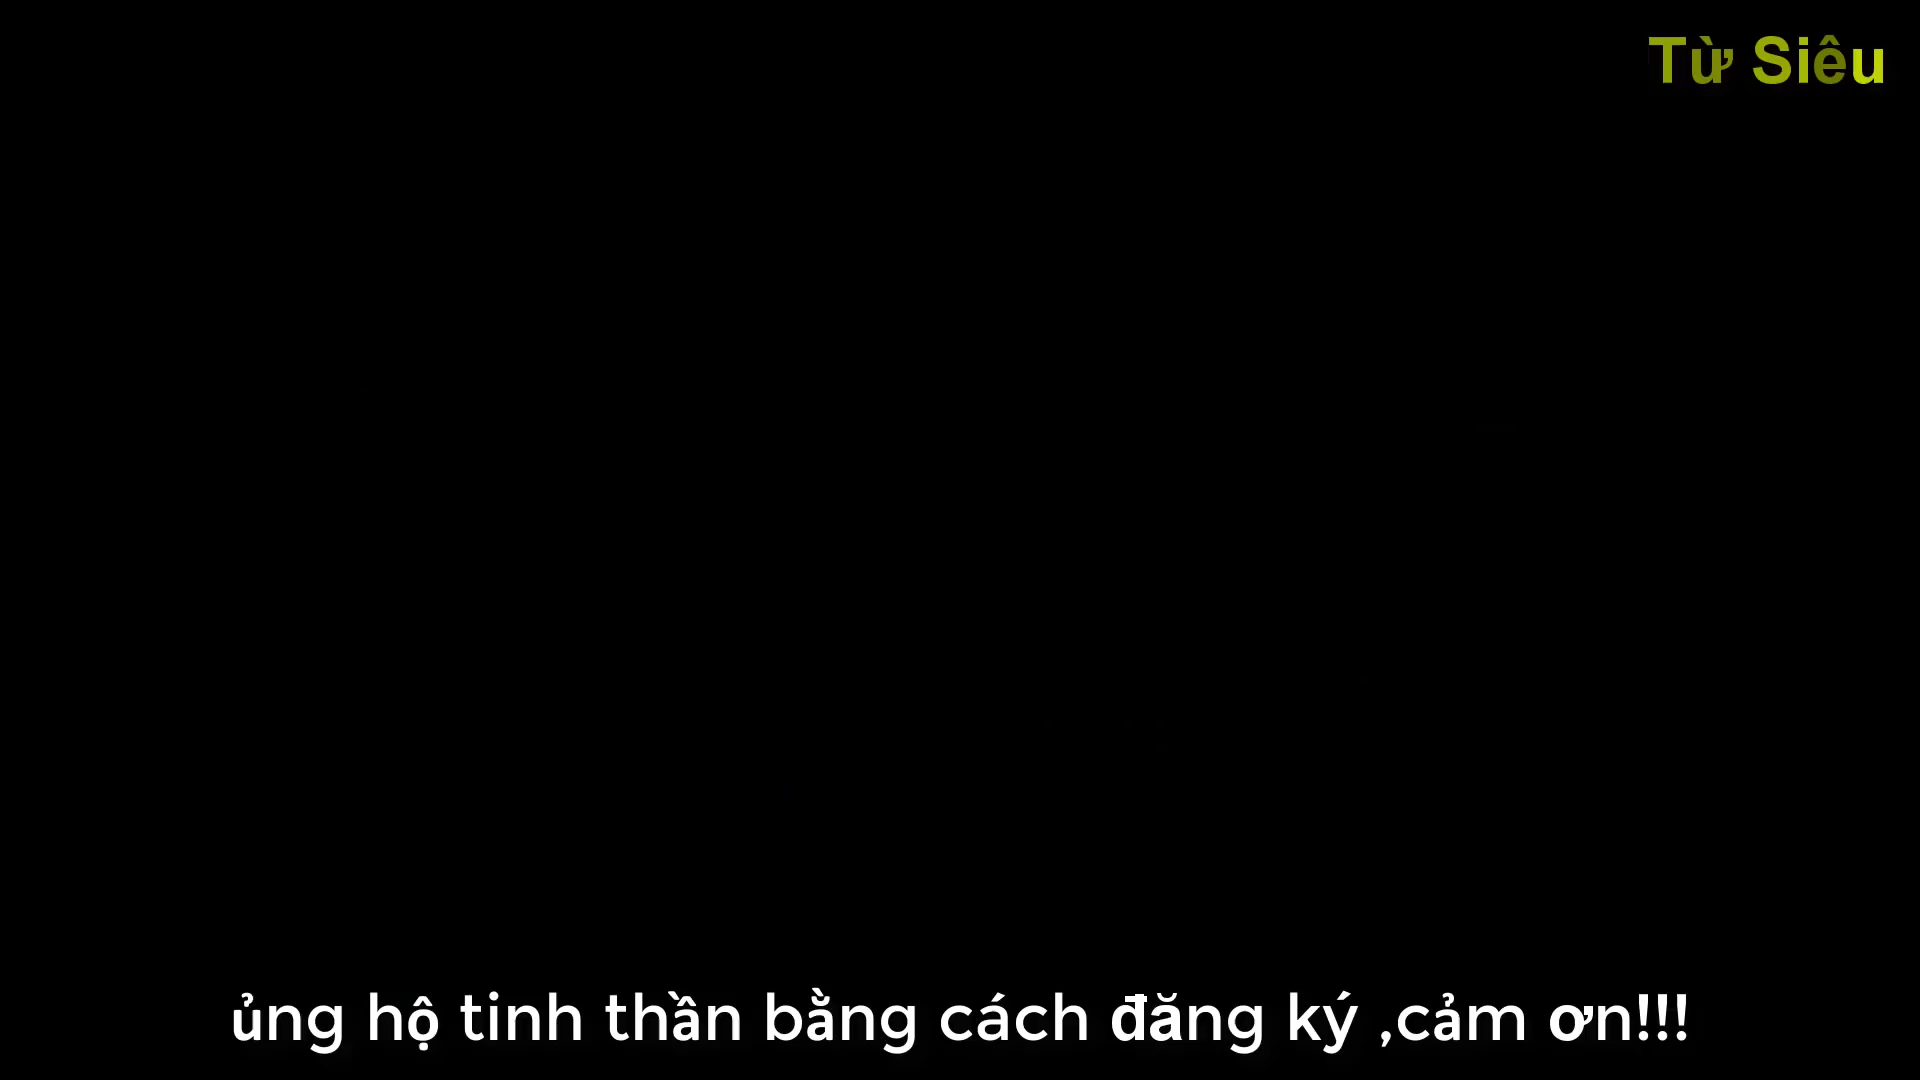 Từ Siêu
ủng hộ tinh thần bằng cách đăng ký ,cảm ơn!!!